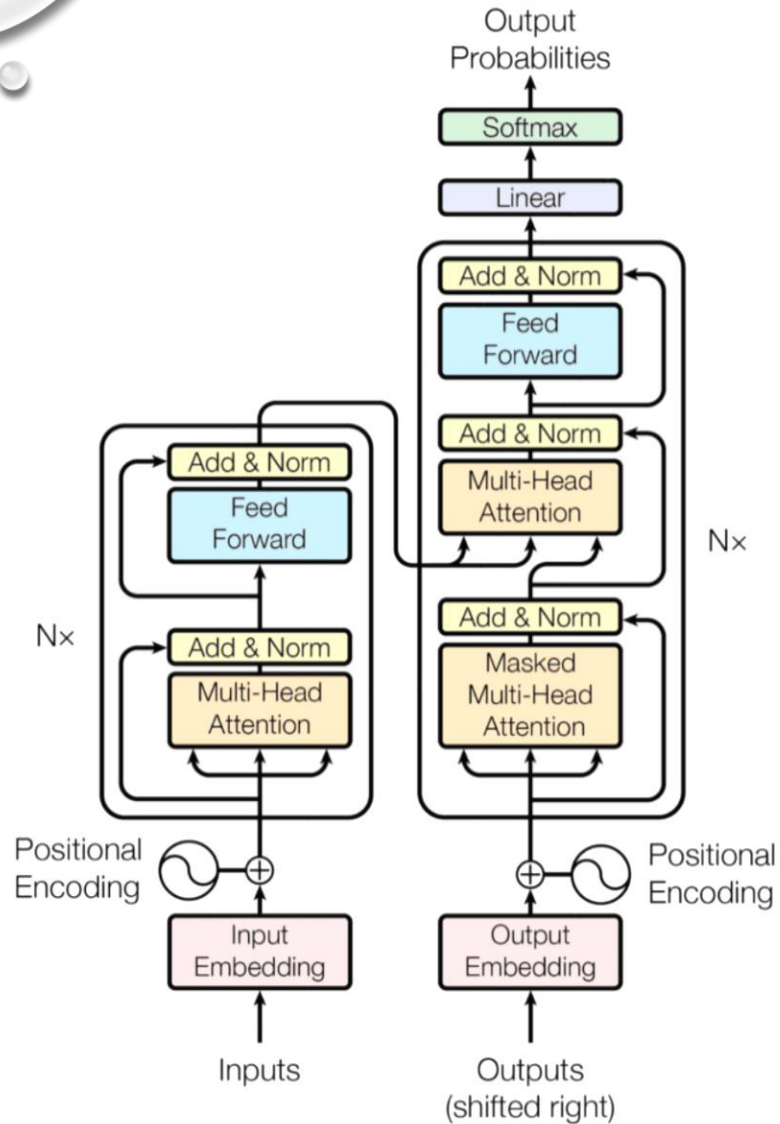 Output
Probabilities
Softmax
Linear
Add & Norm
Feed
Forward
Add & Norm
Multi-Head
Attention
Add & Norm
Masked
Multi-Head
Attention
Nx
Add & Norm
Feed
Forward
Add & Norm
Multi-Head
Attention
Nx
Positional
Encoding
Positional
Encoding
Input
Embedding
Output
Embedding
Inputs
Outputs
(shifted right)